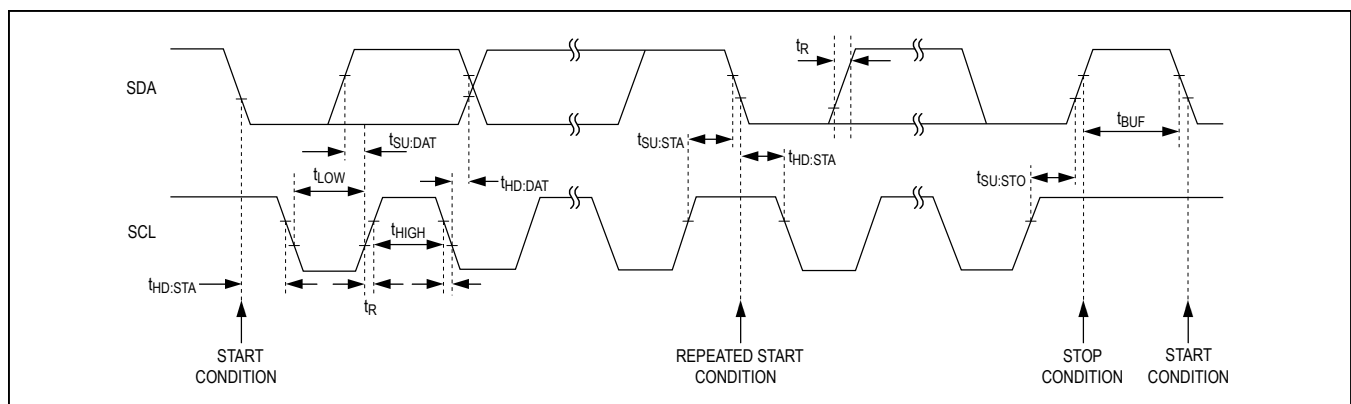 SDA
tR
tSU:DAT
tSU:STA
tHD:STA
tBUF
tLOW
tHD:DAT
tSU:STO
SCL
tHIGH
tHD:STA
tR
START
CONDITION
REPEATED START
CONDITION
STOP
CONDITION
START
CONDITION